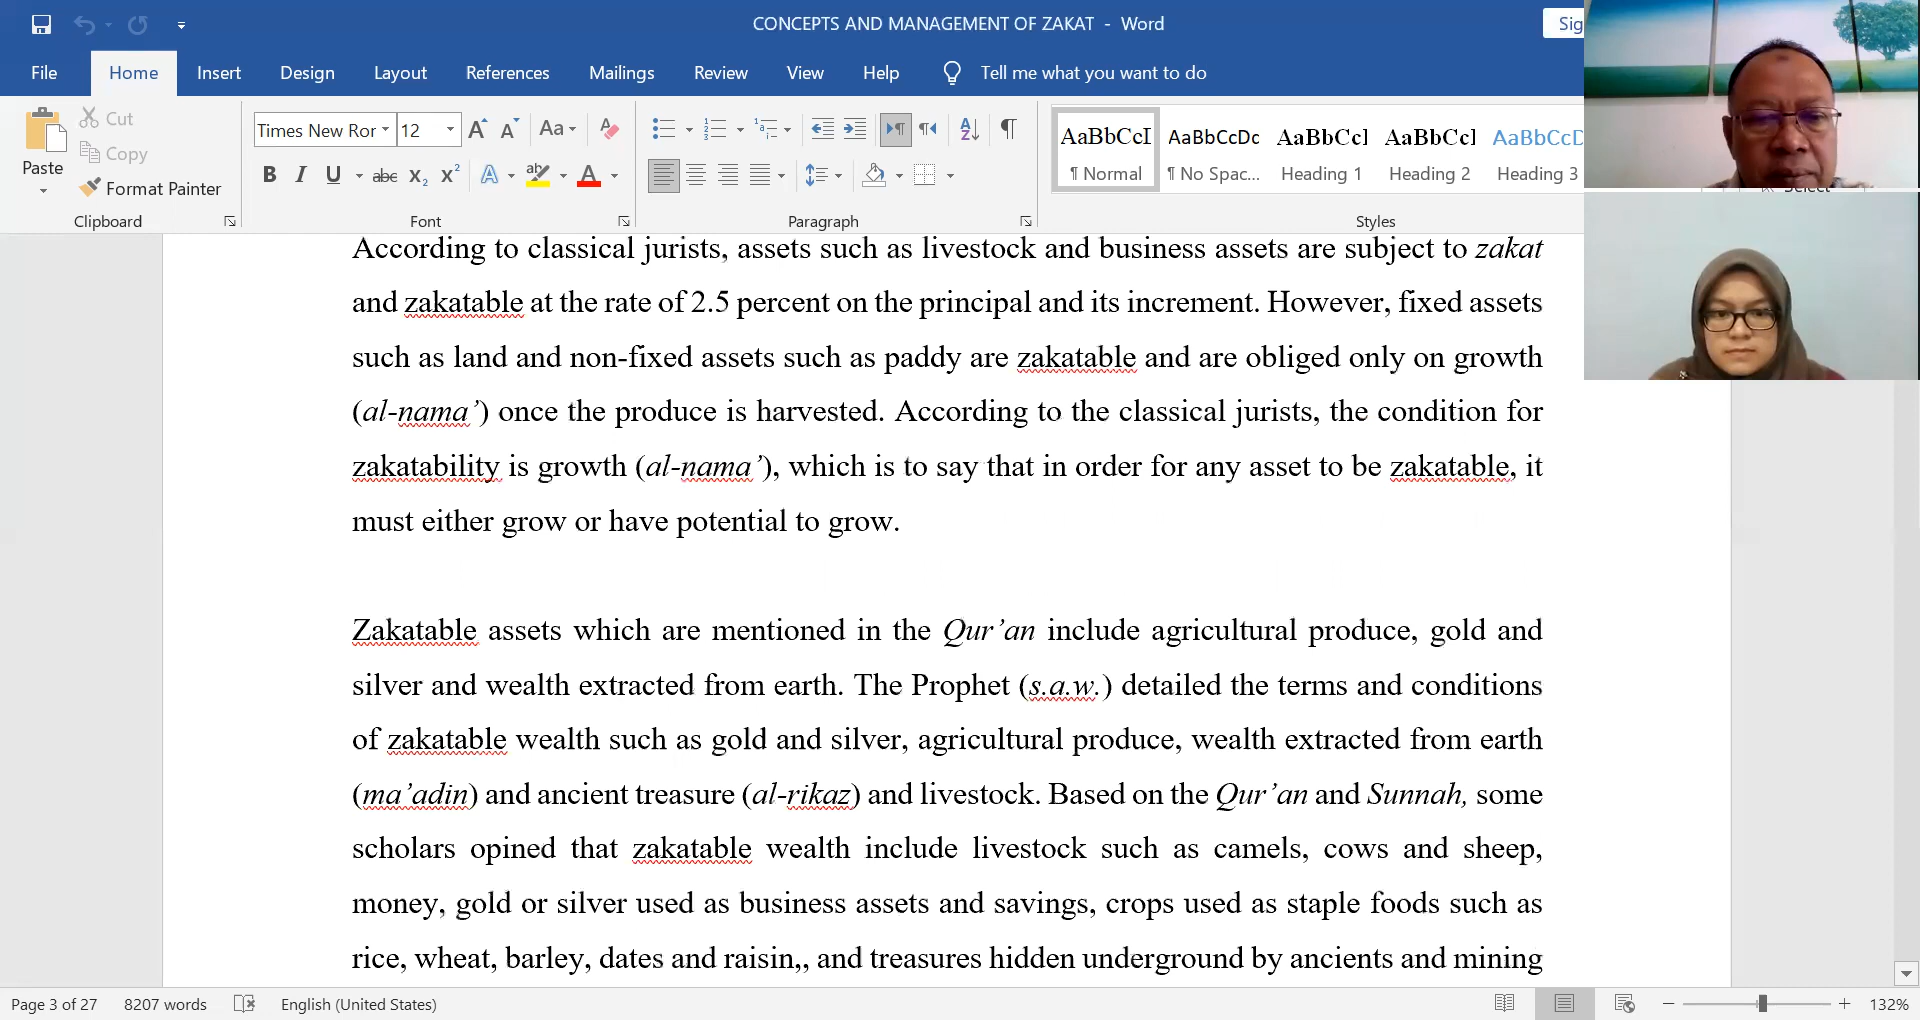 CONCEPTS AND MANAGEMENT OF ZAKAT - Word
Sig
File Home Insert Design Layout References Mailings Review View Help Tell me what you want to do
Paste
Cut
Copy
Format Painter
Clipboard
Times New Ror 12
Font
Paragraph
AaBbCcI AaBbCcDc AaBbCcI AaBbCcI AaBbCcD
¶ Normal ¶ No Spac... Heading 1 Heading 2 Heading 3
Styles
Select
According to classical jurists, assets such as livestock and business assets are subject to zakat
and zakatable at the rate of 2.5 percent on the principal and its increment. However, fixed assets
such as land and non-fixed assets such as paddy are zakatable and are obliged only on growth
(al-nama’) once the produce is harvested. According to the classical jurists, the condition for
zakatability is growth (al-nama’), which is to say that in order for any asset to be zakatable, it
must either grow or have potential to grow.
Zakatable assets which are mentioned in the Qur’an include agricultural produce, gold and
silver and wealth extracted from earth. The Prophet (s.a.w.) detailed the terms and conditions
of zakatable wealth such as gold and silver, agricultural produce, wealth extracted from earth
(ma’adin) and ancient treasure (al-rikaz) and livestock. Based on the Qur’an and Sunnah, some
scholars opined that zakatable wealth include livestock such as camels, cows and sheep,
money, gold or silver used as business assets and savings, crops used as staple foods such as
rice, wheat, barley, dates and raisin,, and treasures hidden underground by ancients and mining
Page 3 of 27 8207 words English (United States) 132%